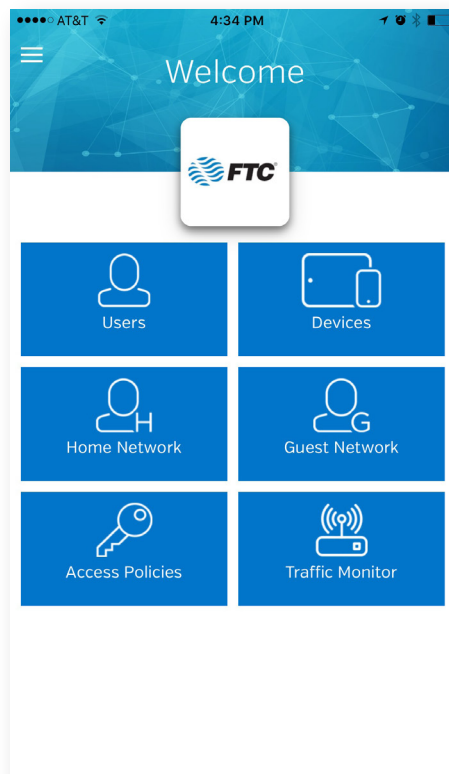 AT&T 4:34 PM
Welcome
FTC
Users Devices
H G
Home Network Guest Network
Access Policies Traffic Monitor